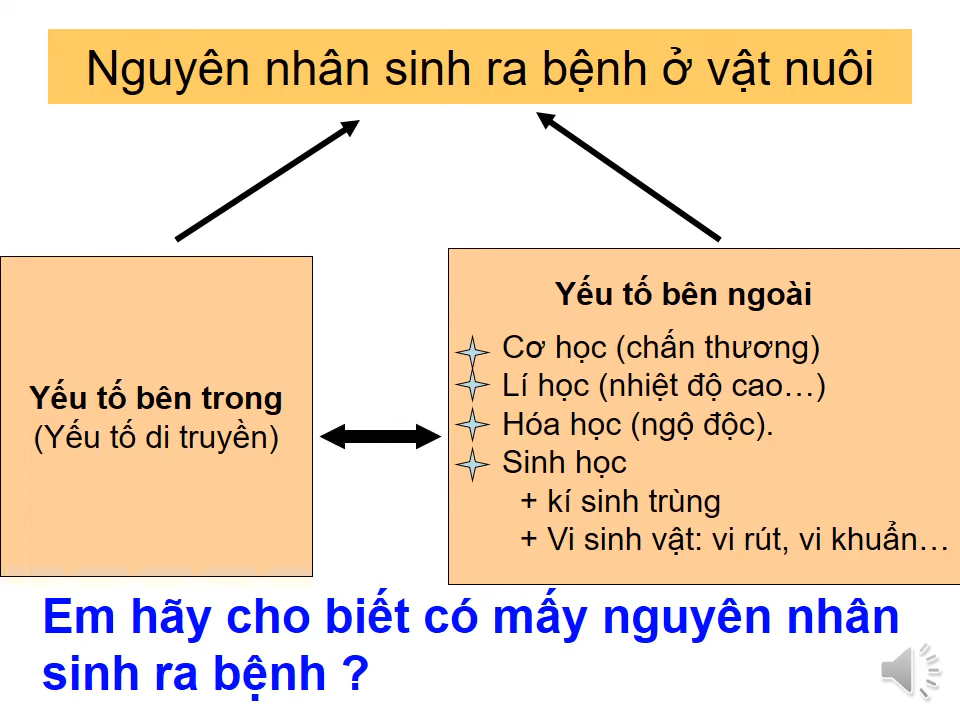 Nguyên nhân sinh ra bệnh ở vật nuôi
Yếu tố bên trong
(Yếu tố di truyền)
Yếu tố bên ngoài
Cơ học (chấn thương)
Lí học (nhiệt độ cao…)
Hóa học (ngộ độc).
Sinh học
+ kí sinh trùng
+ Vi sinh vật: vi rút, vi khuẩn…
Em hãy cho biết có mấy nguyên nhân
sinh ra bệnh ?